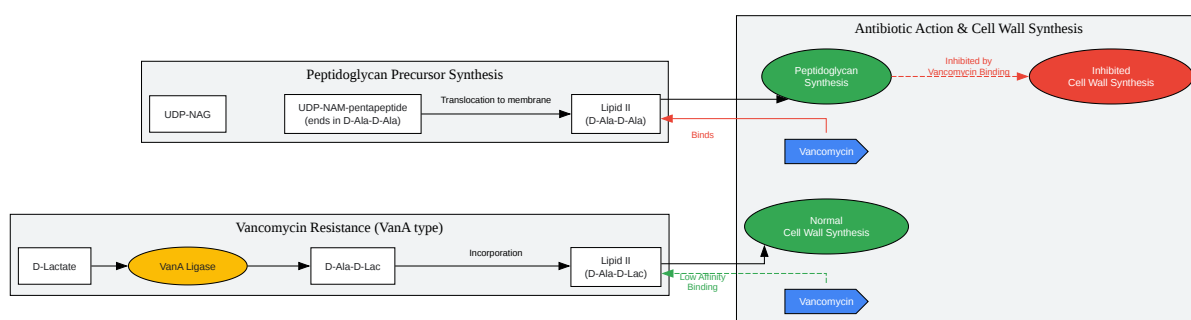 Antibiotic Action & Cell Wall Synthesis
Peptidoglycan
Synthesis
Inhibited by
Vancomycin Binding
Inhibited
Cell Wall Synthesis
Peptidoglycan Precursor Synthesis
UDP-NAG
UDP-NAM-pentapeptide
(ends in D-Ala-D-Ala)
Translocation to membrane
Lipid II
(D-Ala-D-Ala)
Binds
Vancomycin
Vancomycin Resistance (VanA type)
D-Lactate
VanA Ligase
D-Ala-D-Lac
Incorporation
Lipid II
(D-Ala-D-Lac)
Normal
Cell Wall Synthesis
Low Affinity
Binding
Vancomycin